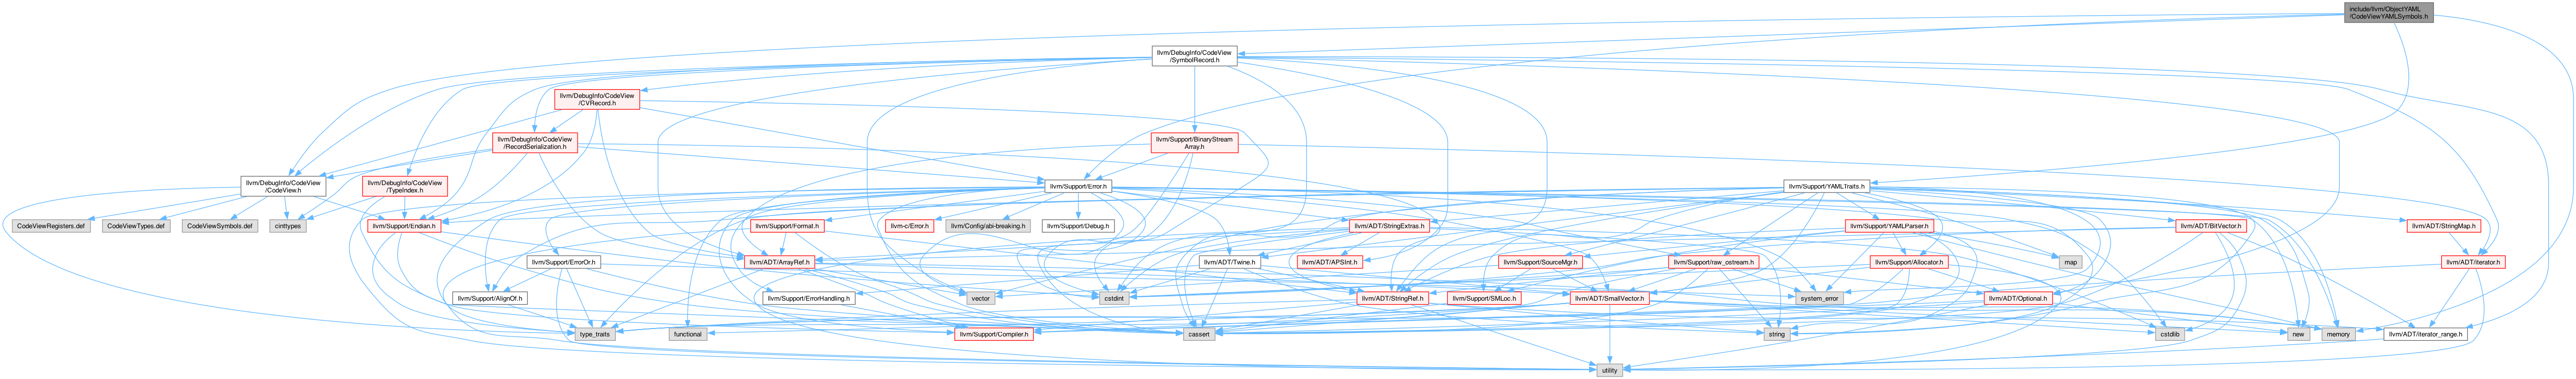 include/llvm/ObjectYAML
/CodeViewYAMLSymbols.h
llvm/DebugInfo/CodeView
/SymbolRecord.h
llvm/DebugInfo/CodeView
/CVRecord.h
llvm/DebugInfo/CodeView
/RecordSerialization.h
llvm/Support/BinaryStream
Array.h
llvm/DebugInfo/CodeView
/CodeView.h
llvm/DebugInfo/CodeView
/TypeIndex.h
llvm/Support/Error.h
llvm/Support/YAMLTraits.h
CodeViewRegisters.def
CodeViewTypes.def
CodeViewSymbols.def
cinttypes
llvm/Support/Endian.h
llvm/Support/Format.h
llvm-c/Error.h
llvm/Config/abi-breaking.h
llvm/Support/Debug.h
llvm/ADT/StringExtras.h
llvm/Support/YAMLParser.h
llvm/ADT/BitVector.h
llvm/ADT/StringMap.h
llvm/Support/ErrorOr.h
llvm/ADT/ArrayRef.h
llvm/ADT/Twine.h
llvm/ADT/APSInt.h
llvm/Support/SourceMgr.h
llvm/Support/raw_ostream.h
llvm/Support/Allocator.h
map
llvm/ADT/iterator.h
llvm/Support/AlignOf.h
llvm/Support/ErrorHandling.h
vector
cstdint
llvm/ADT/StringRef.h
llvm/Support/SMLoc.h
llvm/ADT/SmallVector.h
system_error
llvm/ADT/Optional.h
type_traits
functional
llvm/Support/Compiler.h
cassert
string
cstdlib
new
memory
llvm/ADT/iterator_range.h
utility